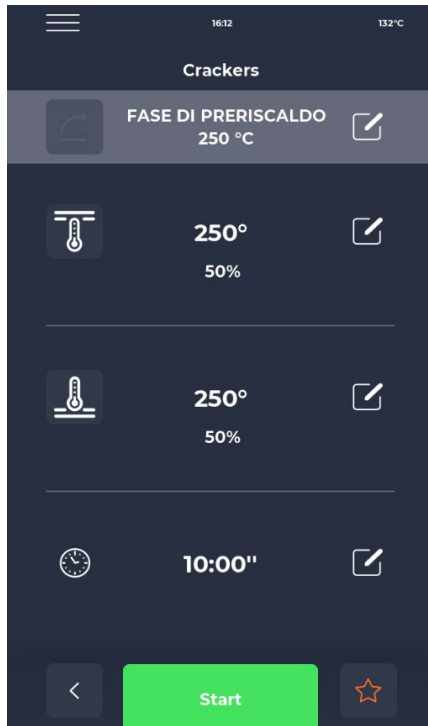 16:12
132°C
Crackers
FASE DI PRERISCALDO
250 °C
250°
50%
250°
50%
10:00''
Start